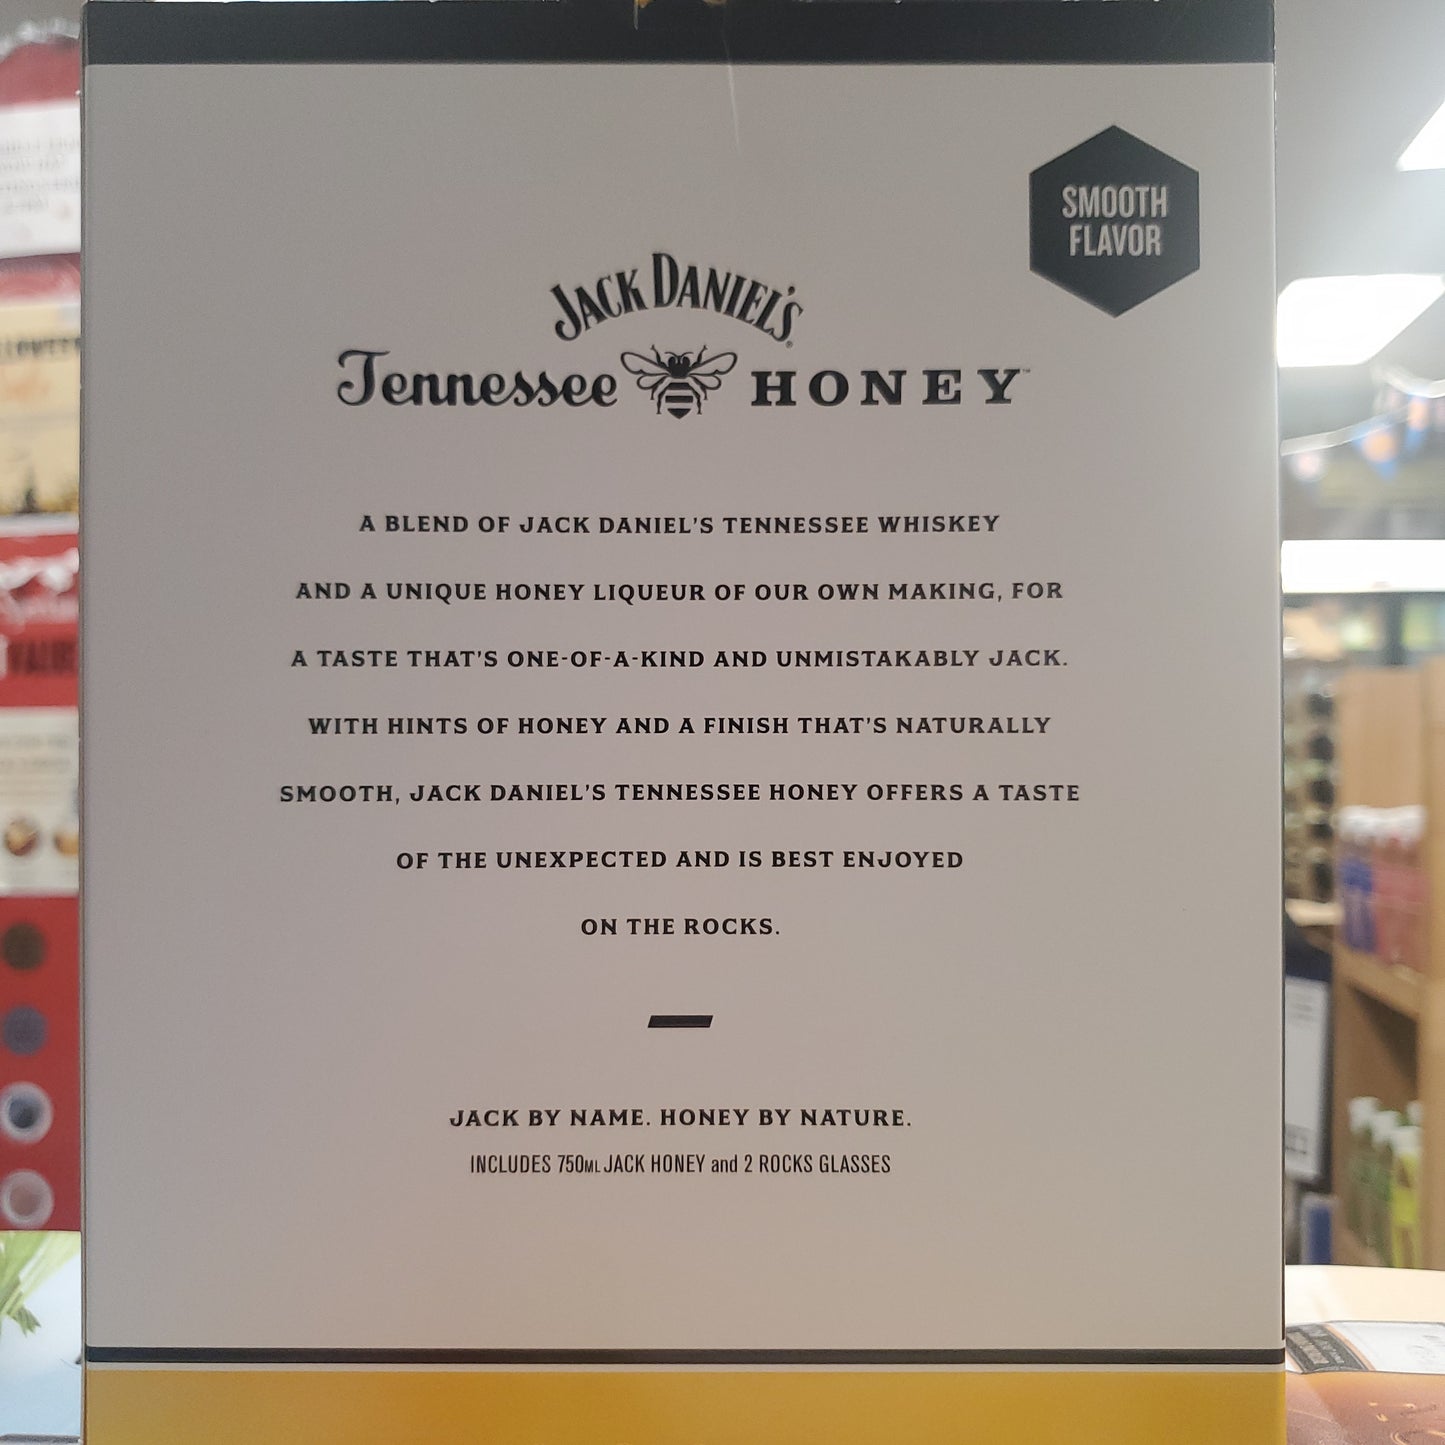 SMOOTH
FLAVOR
JACK DANIEL'S
Tennessee HONEY™
A BLEND OF JACK DANIEL'S TENNESSEE WHISKEY
AND A UNIQUE HONEY LIQUEUR OF OUR OWN MAKING, FOR
A TASTE THAT'S ONE-OF-A-KIND AND UNMISTAKABLY JACK.
WITH HINTS OF HONEY AND A FINISH THAT'S NATURALLY
SMOOTH, JACK DANIEL'S TENNESSEE HONEY OFFERS A TASTE
OF THE UNEXPECTED AND IS BEST ENJOYED
ON THE ROCKS.
JACK BY NAME. HONEY BY NATURE.
INCLUDES 750ML JACK HONEY and 2 ROCKS GLASSES